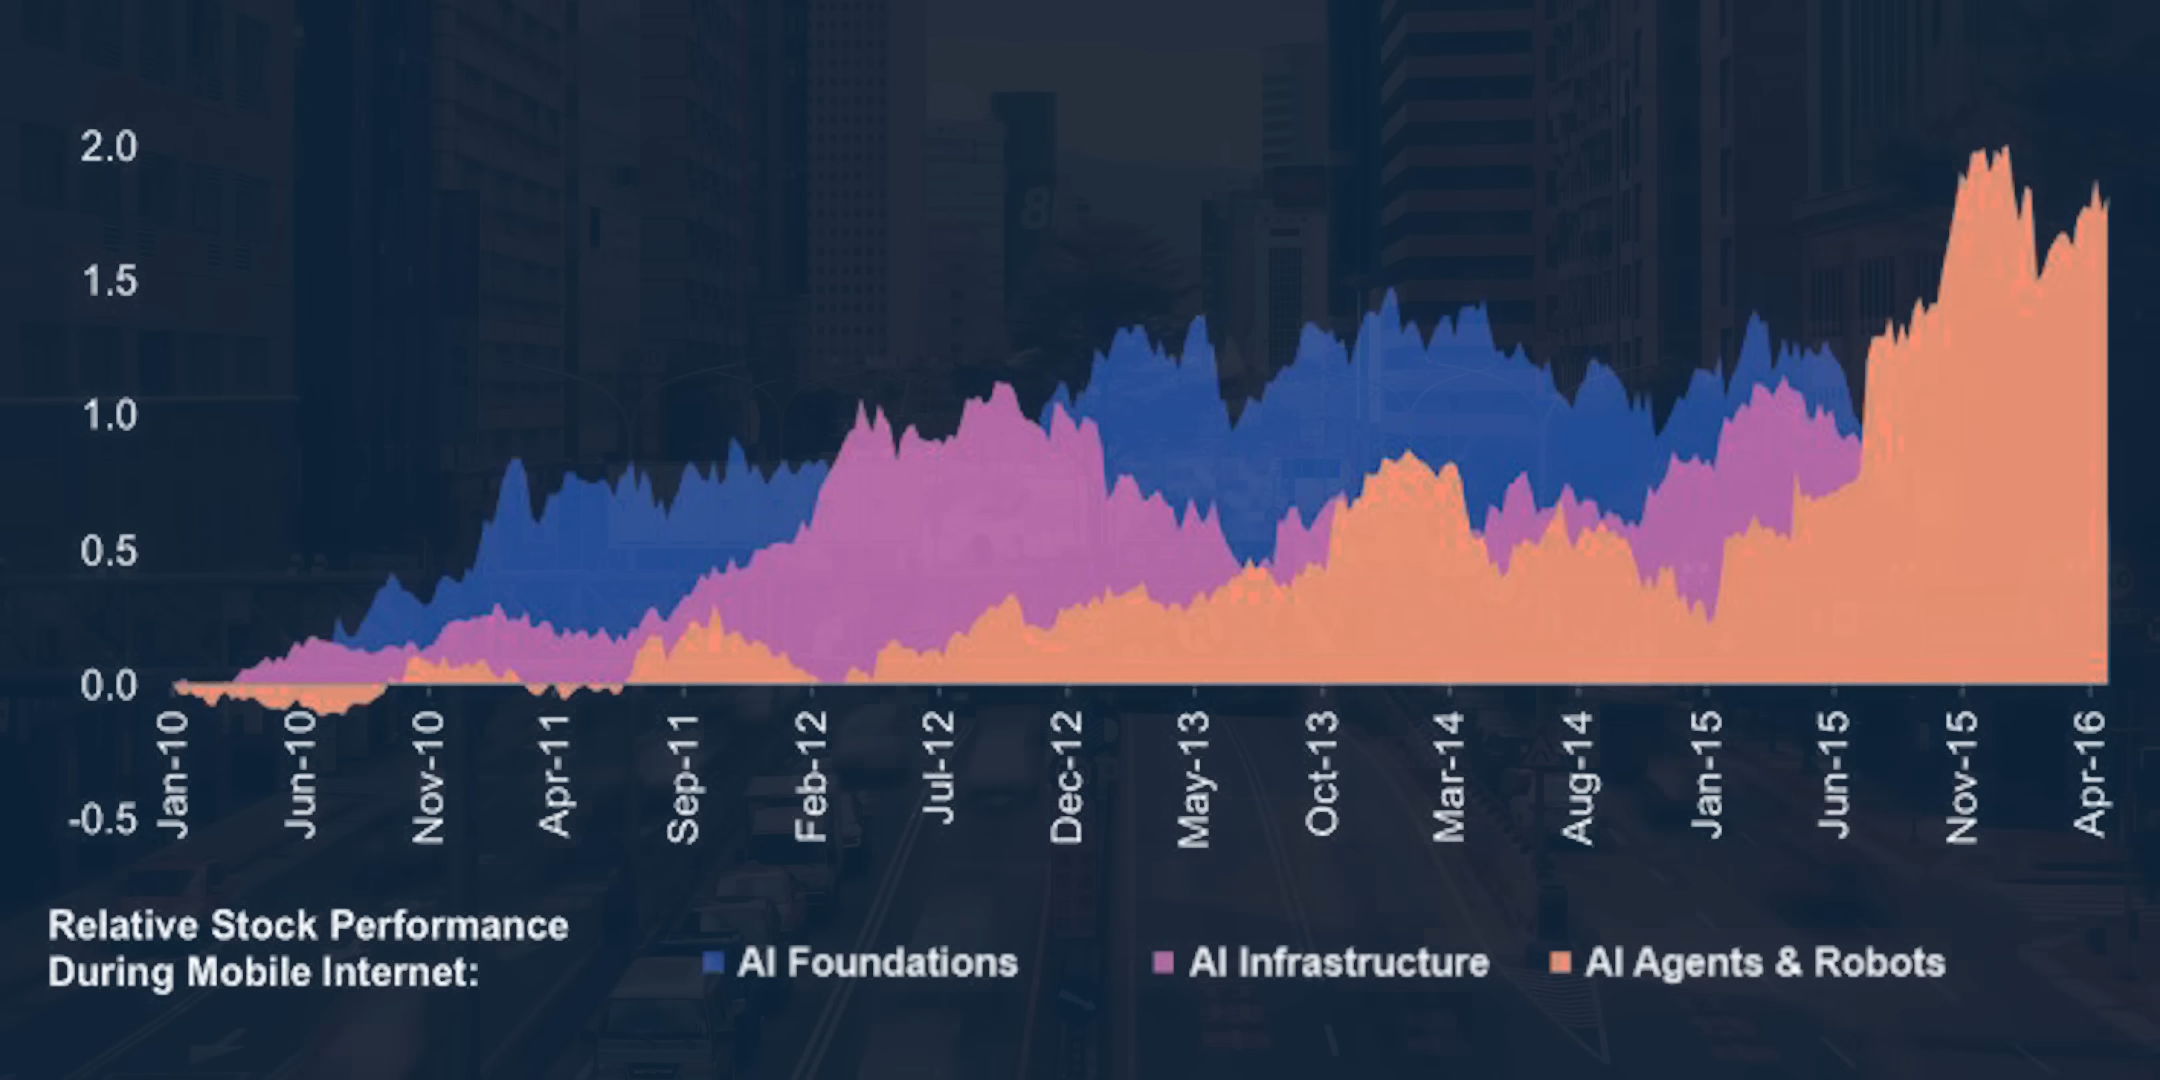 2.0
1.5
1.0
0.5
0.0
-0.5
Jan-10
Jun-10
Nov-10
Apr-11
Sep-11
Feb-12
Jul-12
Dec-12
May-13
Oct-13
Mar-14
Aug-14
Jan-15
Jun-15
Nov-15
Apr-16
Relative Stock Performance
During Mobile Internet:
AI Foundations
AI Infrastructure
AI Agents & Robots
8